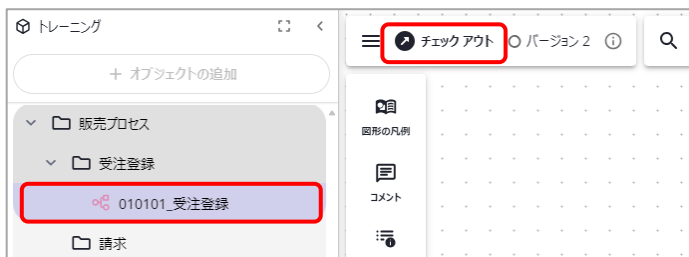 トレーニング
+ オブジェクトの追加
販売プロセス
受注登録
010101_受注登録
請求
チェック アウト
バージョン 2
図形の凡例
コメント